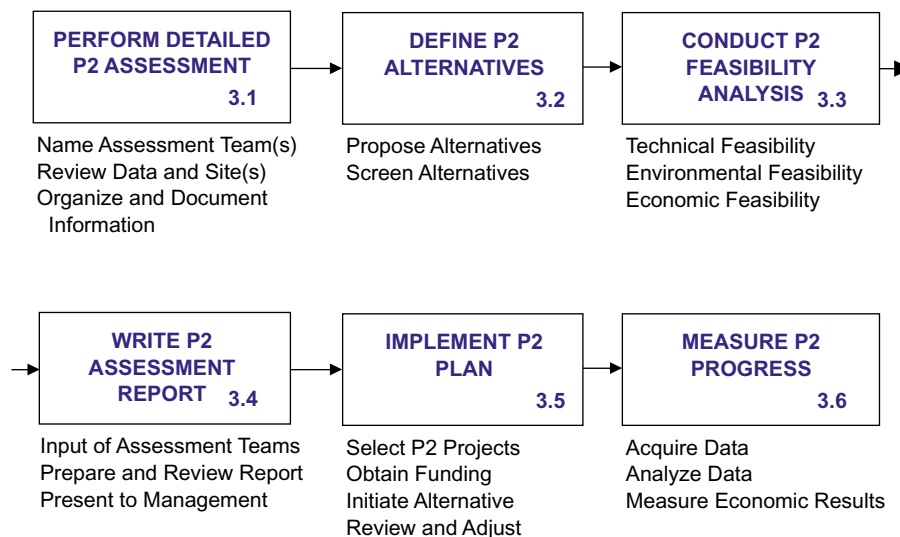 PERFORM DETAILED
P2 ASSESSMENT
3.1
Name Assessment Team(s)
Review Data and Site(s)
Organize and Document
Information
DEFINE P2
ALTERNATIVES
3.2
Propose Alternatives
Screen Alternatives
CONDUCT P2
FEASIBILITY
ANALYSIS 3.3
Technical Feasibility
Environmental Feasibility
Economic Feasibility
WRITE P2
ASSESSMENT
REPORT 3.4
Input of Assessment Teams
Prepare and Review Report
Present to Management
IMPLEMENT P2
PLAN
3.5
Select P2 Projects
Obtain Funding
Initiate Alternative
Review and Adjust
MEASURE P2
PROGRESS
3.6
Acquire Data
Analyze Data
Measure Economic Results